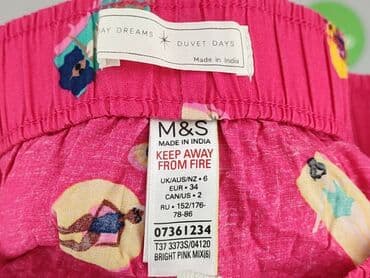 DAY DREAMS ✶ DUVET DAYS
Made in India
M&S
MADE IN INDIA
KEEP AWAY
FROM FIRE
UK/AUS/NZ • 6
EUR • 34
CAN/US • 2
RU • 152/176-
78-86
07361234
T37 3373S/04120
BRIGHT PINK MIX(6)